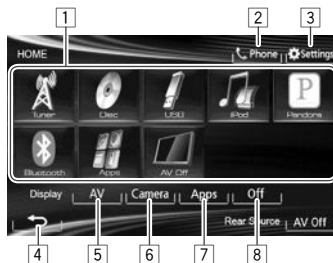 1 2 3
HOME Phone Settings
Tuner Disc USB iPod Pandora
P
Bluetooth Apps AV Off
Display AV Camera Apps Off
Rear Source AV Off
4 5 6 7 8